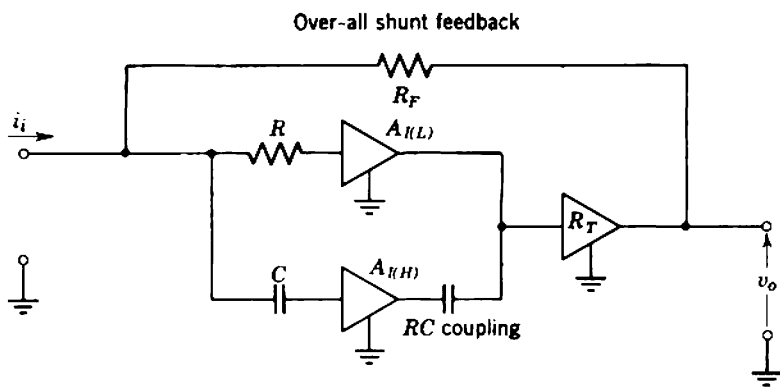 Over-all shunt feedback
R_F
i_i
R
A_I(L)
R_T
C
A_I(H)
RC coupling
v_o